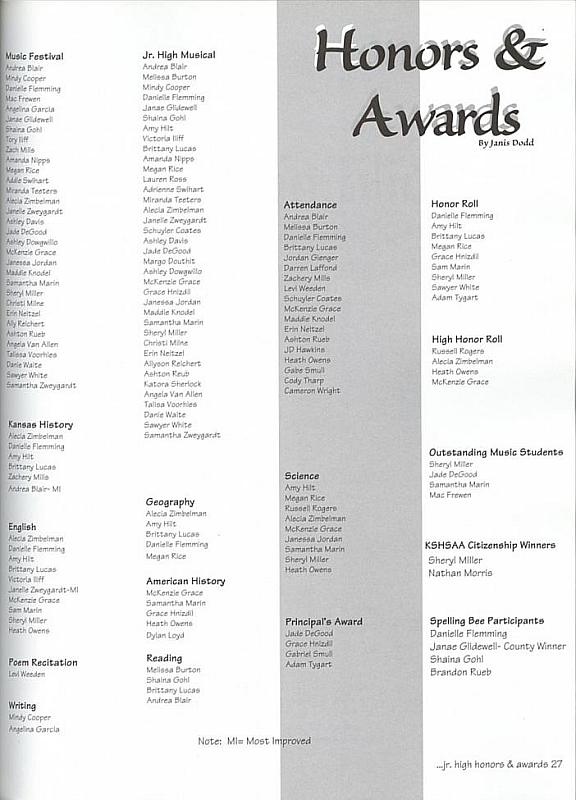 Honors &
Awards
By Janis Dodd
Music Festival
Andrea Blair
Mindy Cooper
Danielle Flemming
Mac Frewen
Angelina Garcia
Janae Glidewell
Shaina Gohl
Tory Iliff
Zach Mills
Amanda Nipps
Megan Rice
Addie Swihart
Miranda Teeters
Alecia Zimbelman
Janelle Zweygardt
Ashley Davis
Jade DeGood
Ashley Dowgwillo
McKenzie Grace
Janessa Jordan
Maddie Knodel
Samantha Marin
Sheryl Miller
Christi Milne
Erin Neitzel
Ally Reichert
Ashton Rueb
Angela Van Allen
Talissa Voorhies
Danie Waite
Sawyer White
Samantha Zweygardt
Kansas History
Alecia Zimbelman
Danielle Flemming
Amy Hilt
Brittany Lucas
Zachery Mills
Andrea Blair- MI
English
Alecia Zimbelman
Danielle Flemming
Amy Hilt
Brittany Lucas
Victoria Iliff
Janelle Zweygardt-MI
McKenzie Grace
Sam Marin
Sheryl Miller
Heath Owens
Poem Recitation
Levi Weeden
Writing
Mindy Cooper
Angelina Garcia
Jr. High Musical
Andrea Blair
Melissa Burton
Mindy Cooper
Danielle Flemming
Janae Glidewell
Shaina Gohl
Amy Hilt
Victoria Iliff
Brittany Lucas
Amanda Nipps
Megan Rice
Lauren Ross
Adrienne Swihart
Miranda Teeters
Alecia Zimbelman
Janelle Zweygardt
Schuyler Coates
Ashley Davis
Jade DeGood
Margo Douthit
Ashley Dowgwillo
McKenzie Grace
Grace Hnizdil
Janessa Jordan
Maddie Knodel
Samantha Marin
Sheryl Miller
Christi Milne
Erin Neitzel
Allyson Reichert
Ashton Reub
Katora Sherlock
Angela Van Allen
Talisa Voorhies
Danie Waite
Sawyer White
Samantha Zweygardt
Geography
Alecia Zimbelman
Amy Hilt
Brittany Lucas
Danielle Flemming
Megan Rice
American History
McKenzie Grace
Samantha Marin
Grace Hnizdil
Heath Owens
Dylan Loyd
Reading
Melissa Burton
Shaina Gohl
Brittany Lucas
Andrea Blair
Attendance
Andrea Blair
Melissa Burton
Danielle Flemming
Brittany Lucas
Jordan Gienger
Darren Laffond
Zachery Mills
Levi Weeden
Schuyler Coates
McKenzie Grace
Maddie Knodel
Erin Neitzel
Ashton Rueb
JD Hawkins
Heath Owens
Gabe Smull
Cody Tharp
Cameron Wright
Science
Amy Hilt
Megan Rice
Russell Rogers
Alecia Zimbelman
McKenzie Grace
Janessa Jordan
Samantha Marin
Sheryl Miller
Heath Owens
Principal's Award
Jade DeGood
Grace Hnizdil
Gabriel Smull
Adam Tygart
Honor Roll
Danielle Flemming
Amy Hilt
Brittany Lucas
Megan Rice
Grace Hnizdil
Sam Marin
Sheryl Miller
Sawyer White
Adam Tygart
High Honor Roll
Russell Rogers
Alecia Zimbelman
Heath Owens
McKenzie Grace
Outstanding Music Students
Sheryl Miller
Jade DeGood
Samantha Marin
Mac Frewen
KSHSAA Citizenship Winners
Sheryl Miller
Nathan Morris
Spelling Bee Participants
Danielle Flemming
Janae Glidewell- County Winner
Shaina Gohl
Brandon Rueb
Note: MI= Most Improved
...jr. high honors & awards 27